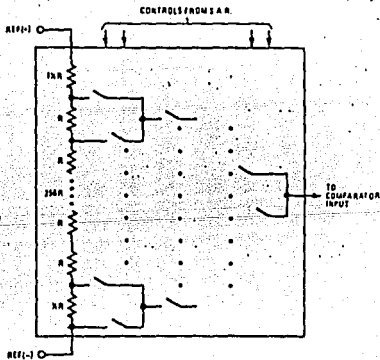 CONTROLS FROM S.A.R.
REF(+)
1½R
R
R
256R
R
R
½R
REF(-)
TO
COMPARATOR
INPUT